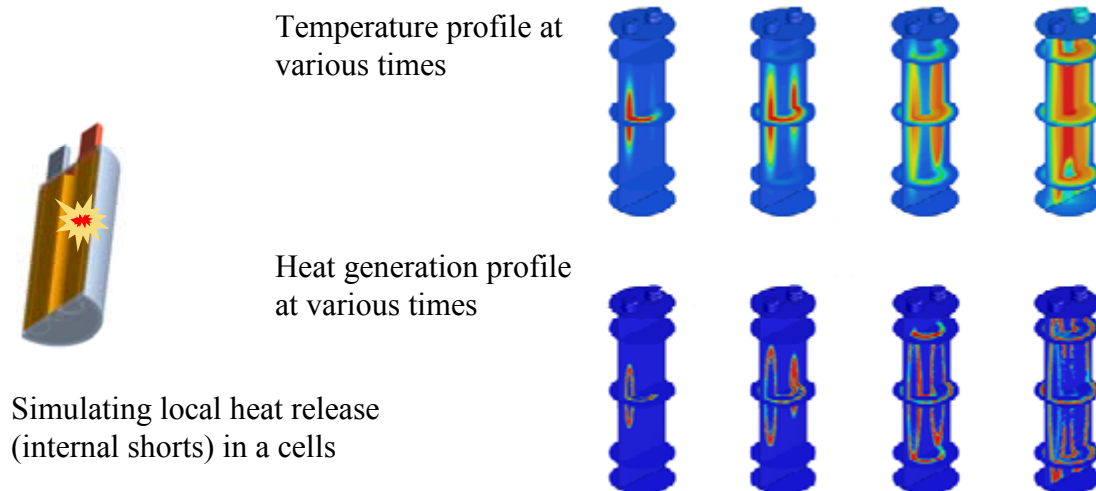 Temperature profile at
various times
Heat generation profile
at various times
Simulating local heat release
(internal shorts) in a cells